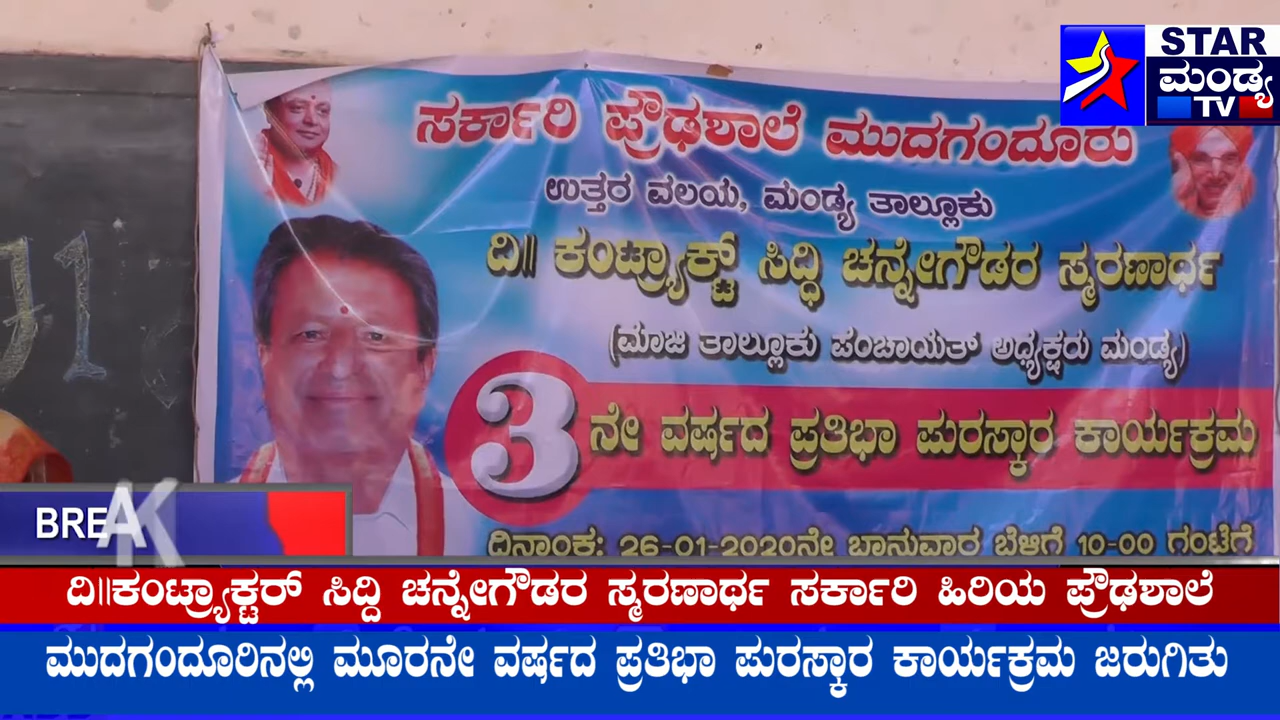 STAR
ಮಂಡ್ಯ
TV
ಸರ್ಕಾರಿ ಪ್ರೌಢಶಾಲೆ ಮುದಗಂದೂರು
ಉತ್ತರ ವಲಯ, ಮಂಡ್ಯ ತಾಲ್ಲೂಕು
ದಿ|| ಕಂಟ್ರ್ಯಾಕ್ಟ್ ಸಿದ್ಧಿ ಚನ್ನೇಗೌಡರ ಸ್ಮರಣಾರ್ಥ
(ಮಾಜಿ ತಾಲ್ಲೂಕು ಪಂಚಾಯತ್ ಅಧ್ಯಕ್ಷರು ಮಂಡ್ಯ)
3ನೇ ವರ್ಷದ ಪ್ರತಿಭಾ ಪುರಸ್ಕಾರ ಕಾರ್ಯಕ್ರಮ
ದಿನಾಂಕ: 26-01-2020ನೇ ಬಾನುವಾರ ಬೆಳಿಗೆ 10-00 ಗಂಟೆಗೆ
BREAK
ದಿ||ಕಂಟ್ರ್ಯಾಕ್ಟರ್ ಸಿದ್ದಿ ಚನ್ನೇಗೌಡರ ಸ್ಮರಣಾರ್ಥ ಸರ್ಕಾರಿ ಹಿರಿಯ ಪ್ರೌಢಶಾಲೆ
ಮುದಗಂದೂರಿನಲ್ಲಿ ಮೂರನೇ ವರ್ಷದ ಪ್ರತಿಭಾ ಪುರಸ್ಕಾರ ಕಾರ್ಯಕ್ರಮ ಜರುಗಿತು